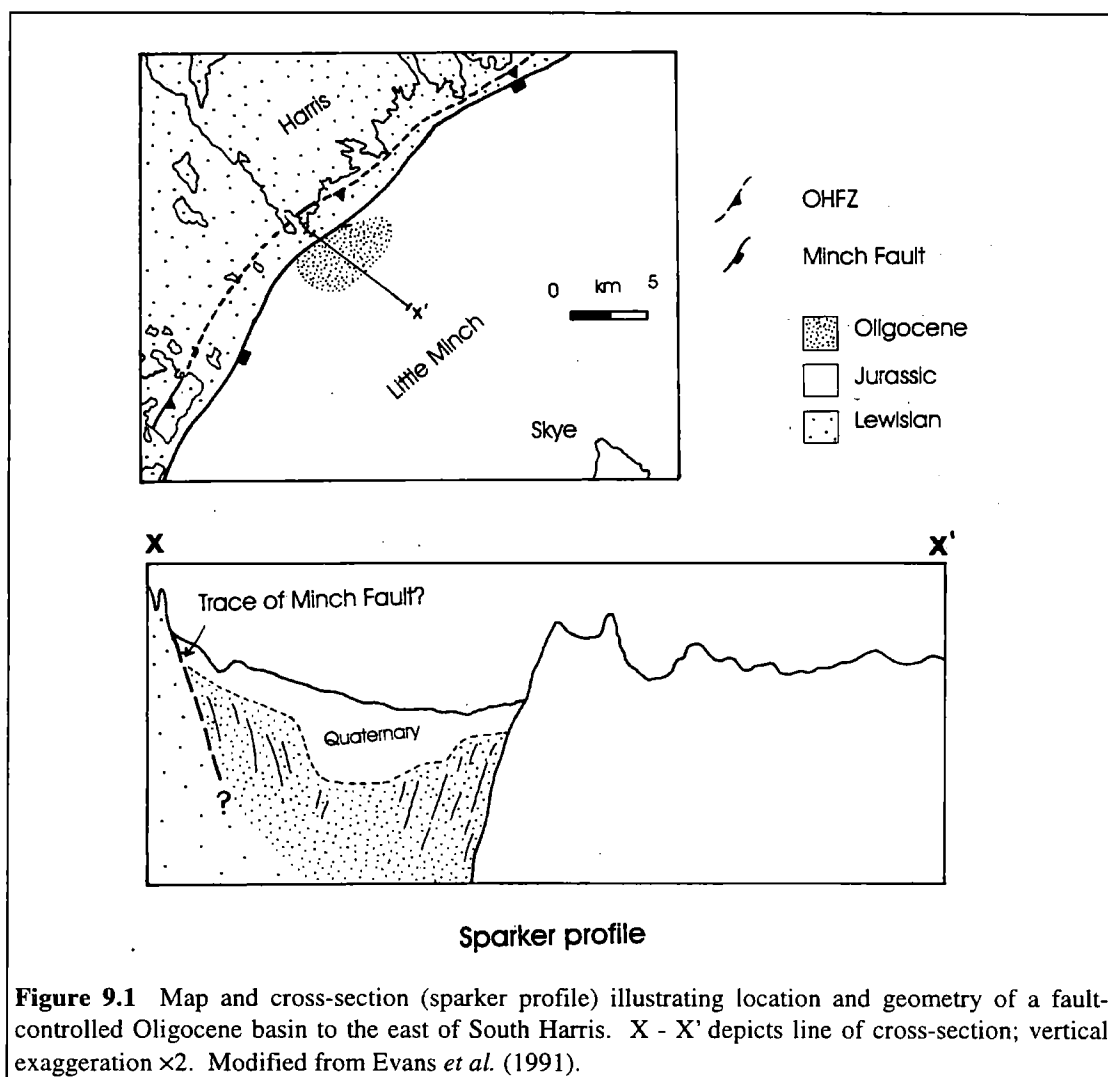 Harris
OHFZ
Minch Fault
0 km 5
Oligocene
Jurassic
Lewisian
x'
Little Minch
Skye
X X'
Trace of Minch Fault?
Quaternary
?
Sparker profile
Figure 9.1 Map and cross-section (sparker profile) illustrating location and geometry of a fault-
controlled Oligocene basin to the east of South Harris. X - X' depicts line of cross-section; vertical
exaggeration ×2. Modified from Evans et al. (1991).